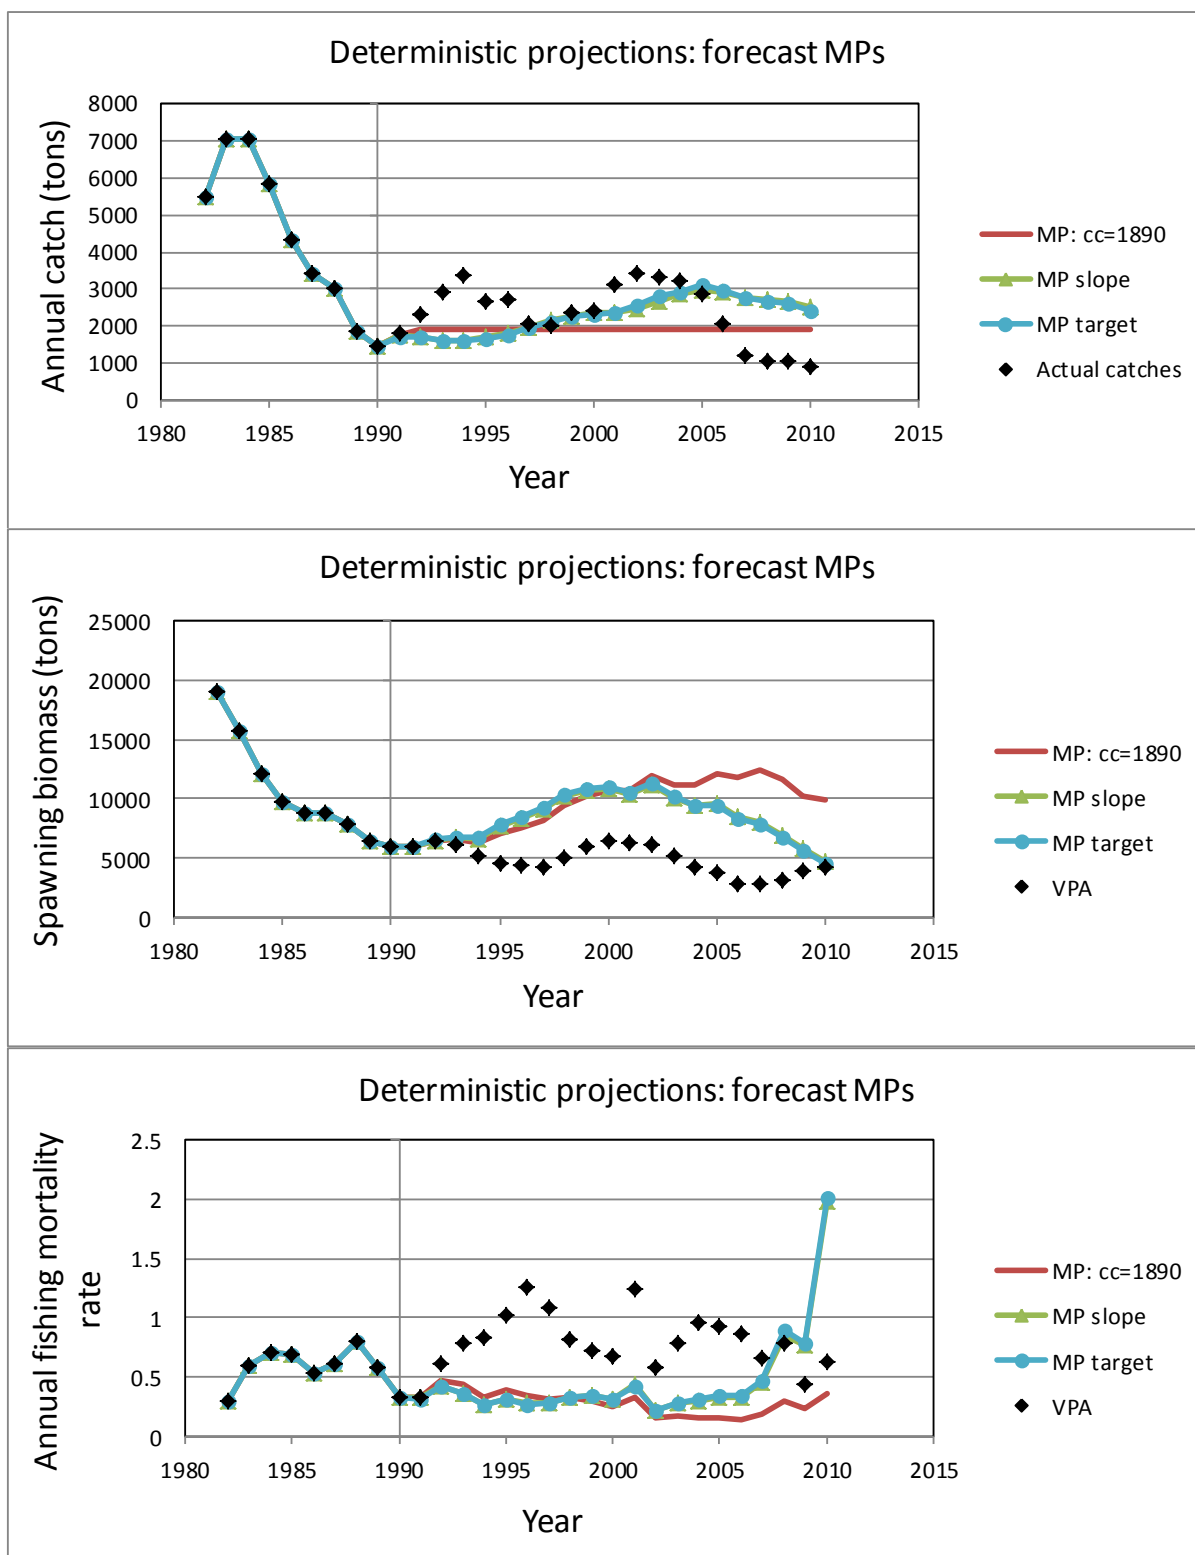 Deterministic projections: forecast MPs
Annual catch (tons)
8000
7000
6000
5000
4000
3000
2000
1000
0
1980 1985 1990 1995 2000 2005 2010 2015
Year
MP: cc=1890
MP slope
MP target
Actual catches
Deterministic projections: forecast MPs
Spawning biomass (tons)
25000
20000
15000
10000
5000
0
1980 1985 1990 1995 2000 2005 2010 2015
Year
MP: cc=1890
MP slope
MP target
VPA
Deterministic projections: forecast MPs
Annual fishing mortality
rate
2.5
2
1.5
1
0.5
0
1980 1985 1990 1995 2000 2005 2010 2015
Year
MP: cc=1890
MP slope
MP target
VPA